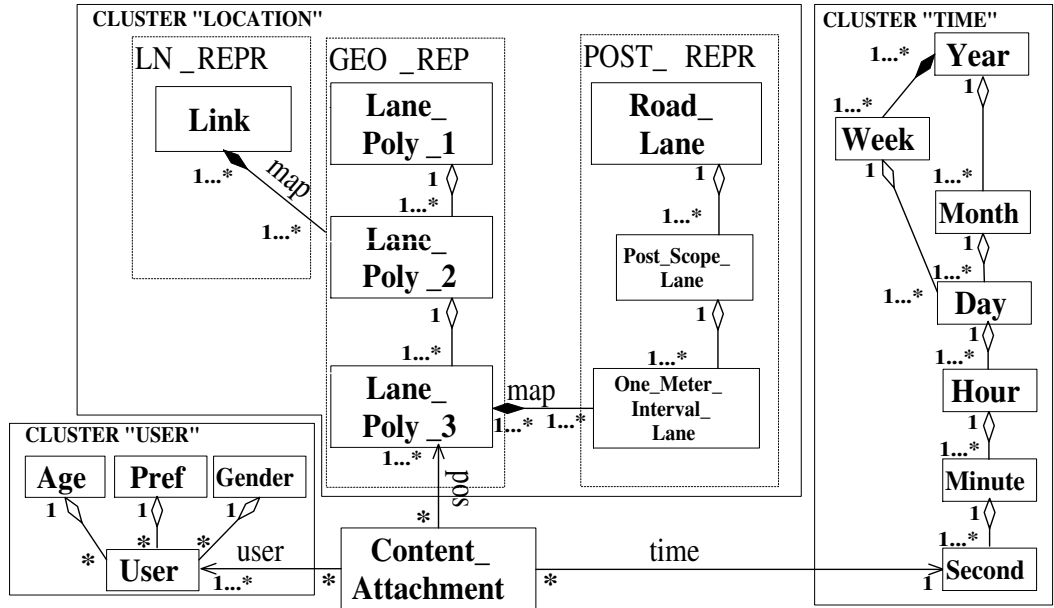 CLUSTER "LOCATION"
LN _REPR
Link
1...*
map
1...*
GEO _REP
Lane_
Poly _1
1
1...*
Lane_
Poly _2
1
1...*
Lane_
Poly _3
1...*
1...*
map
1...*
POST_ REPR
Road_
Lane
1
1...*
Post_Scope_
Lane
1
1...*
One_Meter_
Interval_
Lane
CLUSTER "TIME"
Year
1...*
1
1...*
Week
1
1...*
Month
1
1...*
1...*
Day
1
1...*
Hour
1
1...*
Minute
1
1...*
Second
1
CLUSTER "USER"
Age
Pref
Gender
1
1
1
*
*
*
User
1...*
user
*
pos
*
Content_
Attachment
*
time